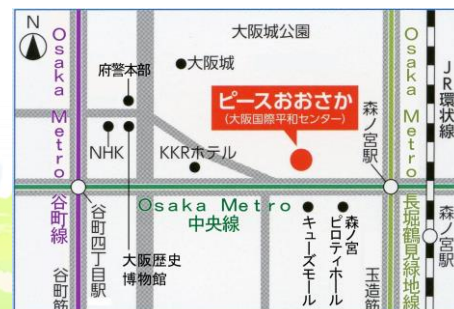 N
大阪城公園
大阪城
府警本部
ピースおおさか
(大阪国際平和センター)
NHK
KKRホテル
森ノ宮駅
Osaka Metro
谷町線
Osaka Metro
中央線
Osaka Metro
長堀鶴見緑地線
JR環状線
森ノ宮駅
谷町四丁目駅
谷町筋
大阪歴史
博物館
キューズモール
森ノ宮
ピロティホール
玉造筋